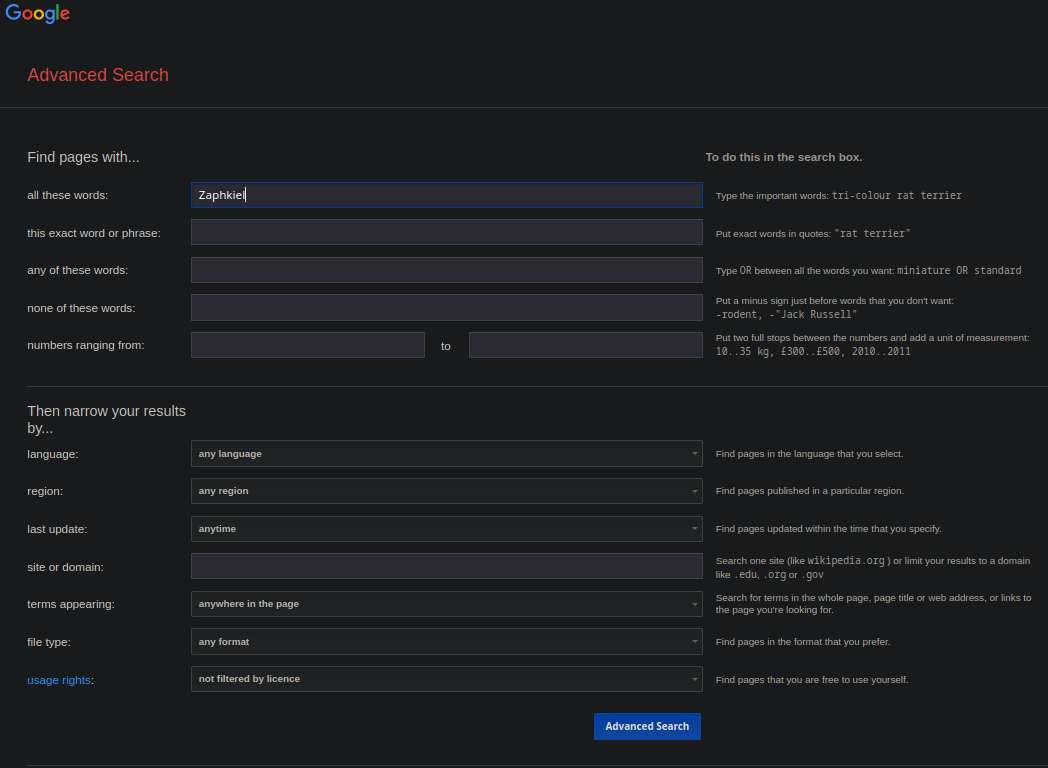 Google
Advanced Search
Find pages with...
To do this in the search box.
all these words:
Zaphkiel
Type the important words: tri-colour rat terrier
this exact word or phrase:
Put exact words in quotes: "rat terrier"
any of these words:
Type OR between all the words you want: miniature OR standard
none of these words:
Put a minus sign just before words that you don't want:
-rodent, -"Jack Russell"
numbers ranging from:
to
Put two full stops between the numbers and add a unit of measurement:
10..35 kg, £300..£500, 2010..2011
Then narrow your results
by...
language:
any language
Find pages in the language that you select.
region:
any region
Find pages published in a particular region.
last update:
anytime
Find pages updated within the time that you specify.
site or domain:
Search one site (like wikipedia.org ) or limit your results to a domain
like .edu, .org or .gov
terms appearing:
anywhere in the page
Search for terms in the whole page, page title or web address, or links to
the page you're looking for.
file type:
any format
Find pages in the format that you prefer.
usage rights:
not filtered by licence
Find pages that you are free to use yourself.
Advanced Search